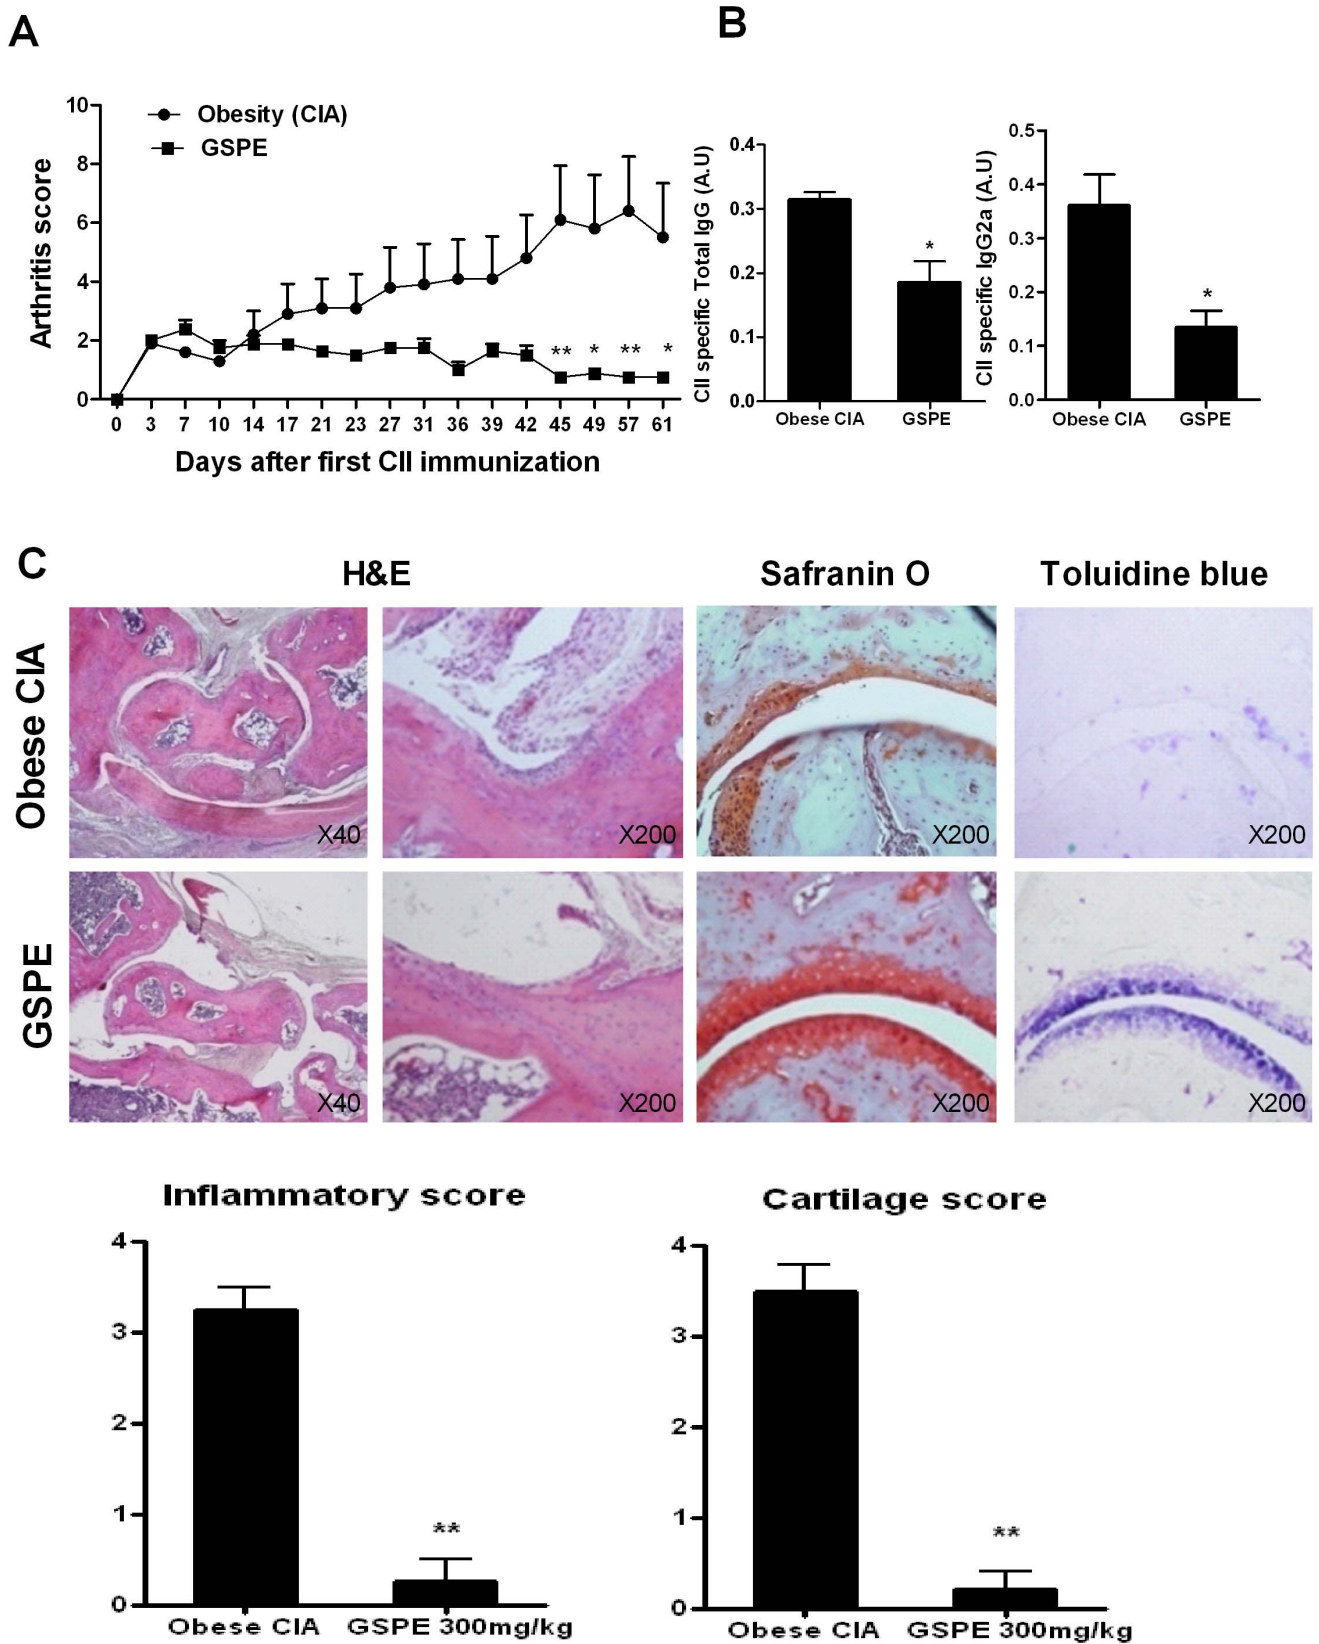 A
B
10
8
6
4
2
0
Arthritis score
Obesity (CIA)
GSPE
** * ** *
0 3 7 10 14 17 21 23 27 31 36 39 42 45 49 57 61
Days after first CII immunization
CII specific Total IgG (A.U)
0.4
0.3
0.2
0.1
0.0
*
Obese CIA GSPE
CII specific IgG2a (A.U)
0.5
0.4
0.3
0.2
0.1
0.0
*
Obese CIA GSPE
C
H&E Safranin O Toluidine blue
Obese CIA
X40 X200 X200 X200
GSPE
X40 X200 X200 X200
Inflammatory score
4
3
2
1
0
**
Obese CIA GSPE 300mg/kg
Cartilage score
4
3
2
1
0
**
Obese CIA GSPE 300mg/kg